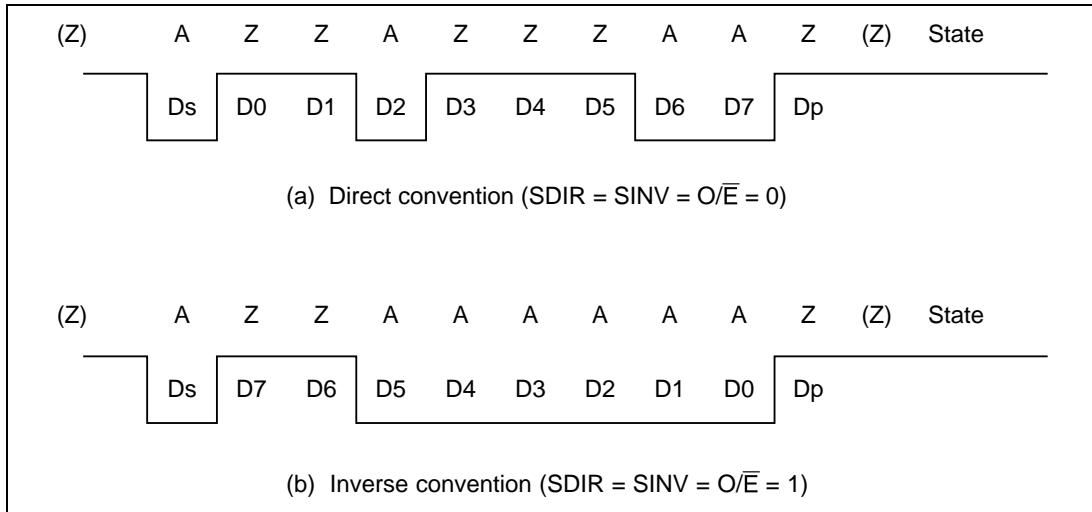 (Z) A Z Z A Z Z Z A A Z (Z) State
Ds D0 D1 D2 D3 D4 D5 D6 D7 Dp
(a) Direct convention (SDIR = SINV = O/E̅ = 0)
(Z) A Z Z A A A A A A Z (Z) State
Ds D7 D6 D5 D4 D3 D2 D1 D0 Dp
(b) Inverse convention (SDIR = SINV = O/E̅ = 1)